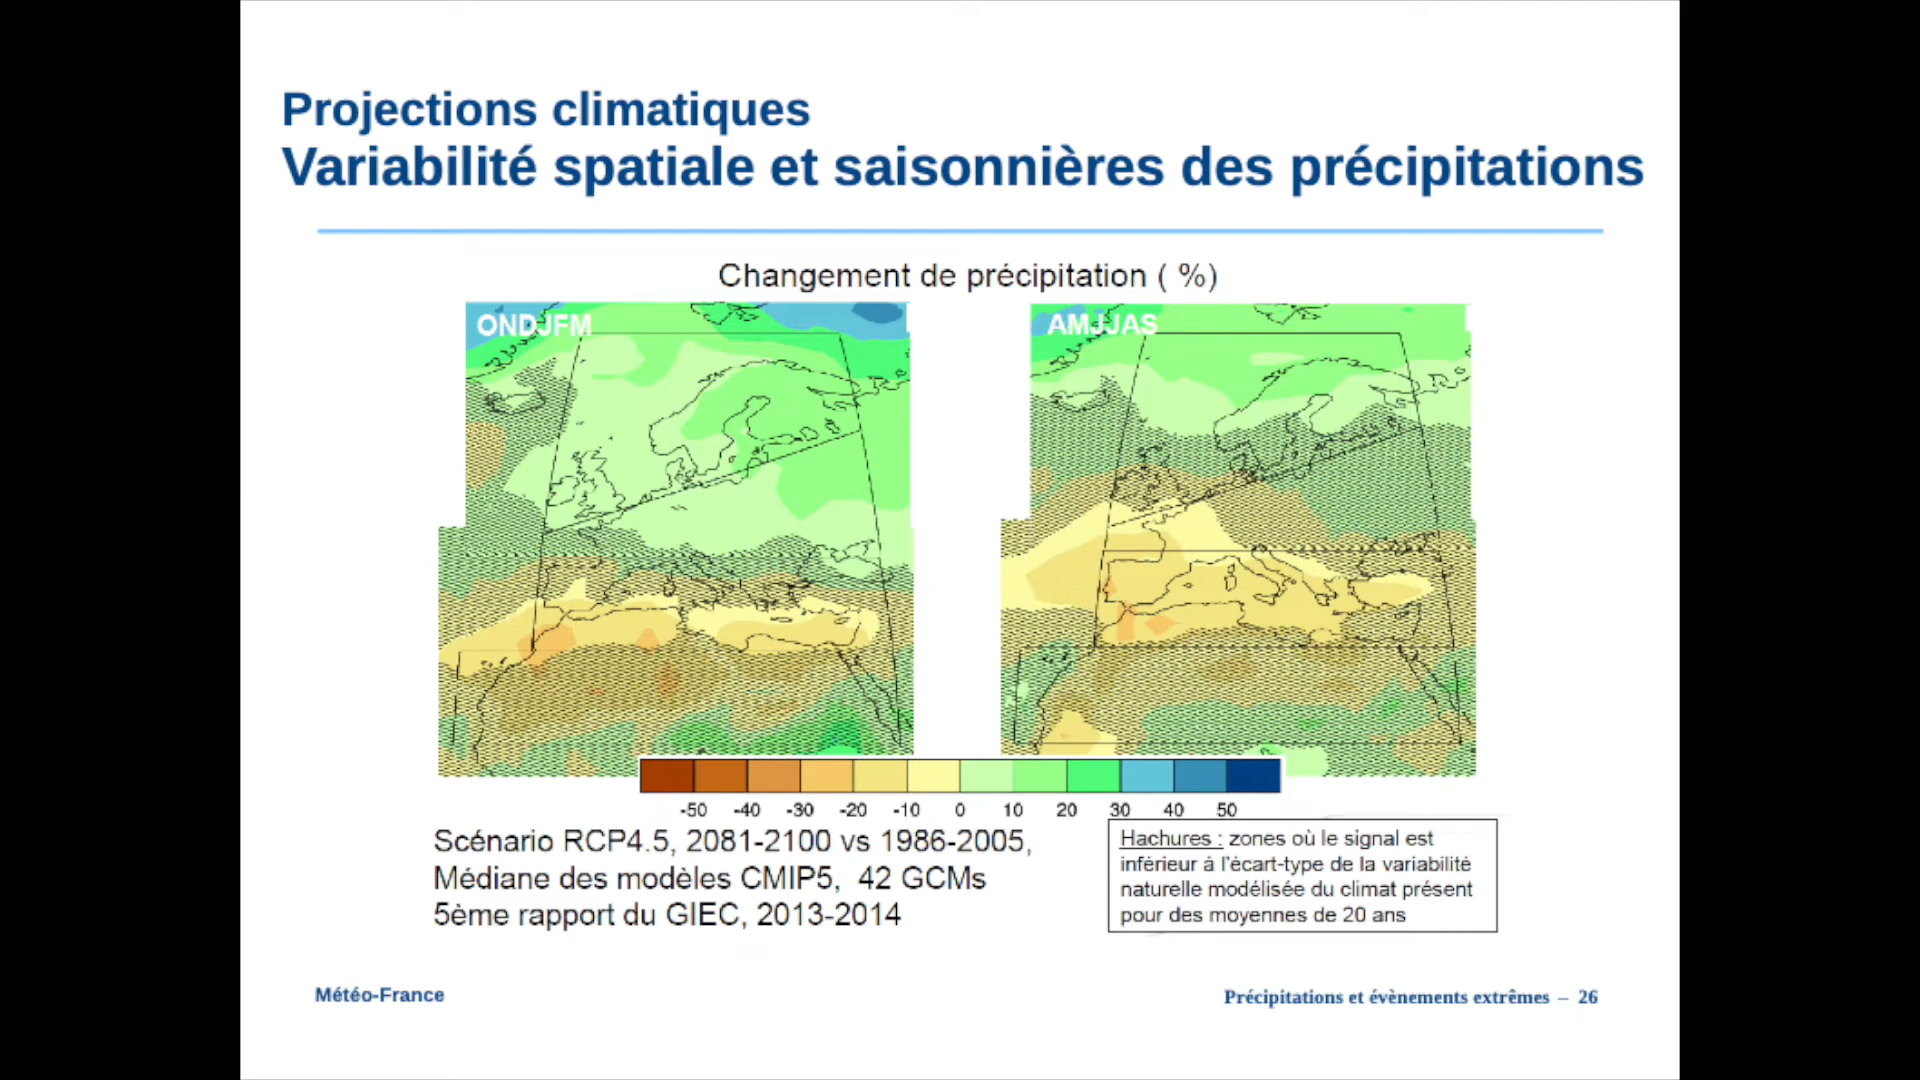 Projections climatiques
Variabilité spatiale et saisonnières des précipitations
Changement de précipitation ( %)
ONDJFM
AMJJAS
-50 -40 -30 -20 -10 0 10 20 30 40 50
Scénario RCP4.5, 2081-2100 vs 1986-2005,
Médiane des modèles CMIP5, 42 GCMs
5ème rapport du GIEC, 2013-2014
Hachures : zones où le signal est
inférieur à l'écart-type de la variabilité
naturelle modélisée du climat présent
pour des moyennes de 20 ans
Météo-France
Précipitations et évènements extrêmes – 26